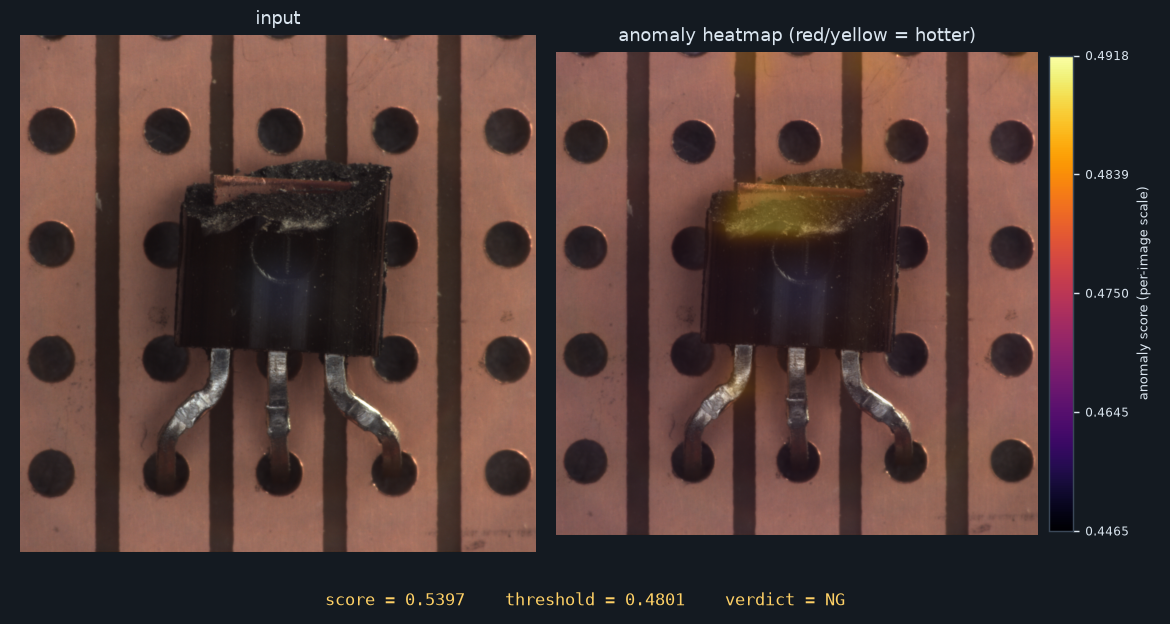 input
anomaly heatmap (red/yellow = hotter)
0.4918
0.4839
0.4750
0.4645
0.4465
anomaly score (per-image scale)
score = 0.5397 threshold = 0.4801 verdict = NG